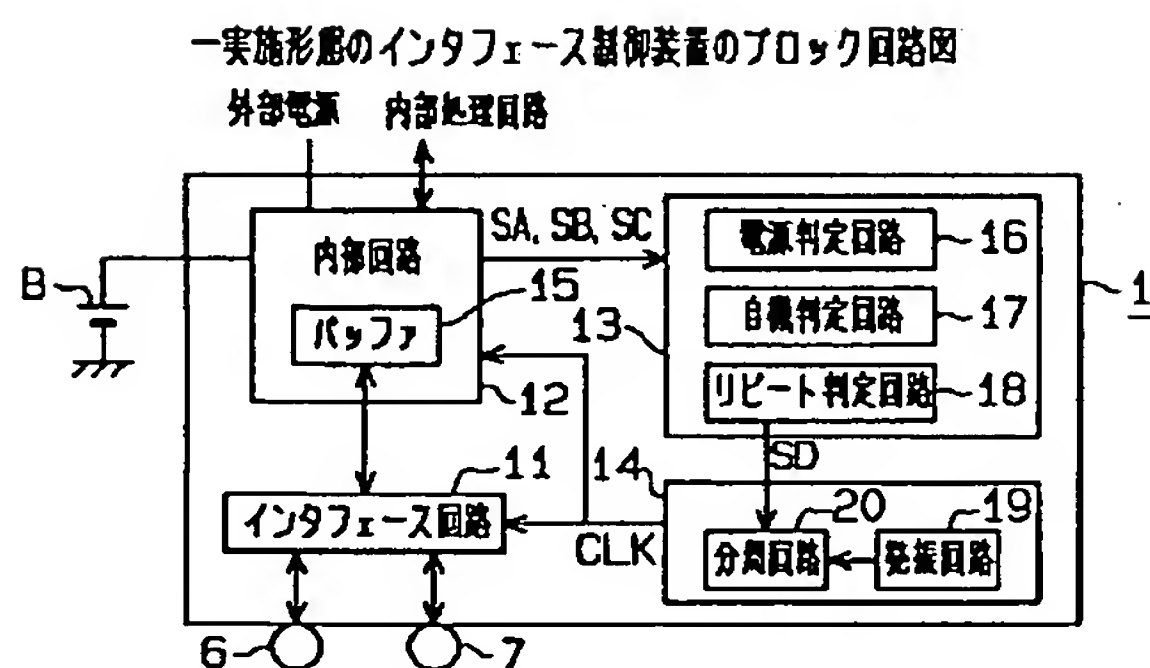 一実施形態のインタフェース制御装置のブロック回路図
外部電源 内部処理回路
SA, SB, SC
内部回路
電源判定回路 16
B
15
1
バッファ
自機判定回路 17
13
リピート判定回路 18
12
SD
11
14
インタフェース回路
20 19
CLK
分周回路 発振回路
6 7